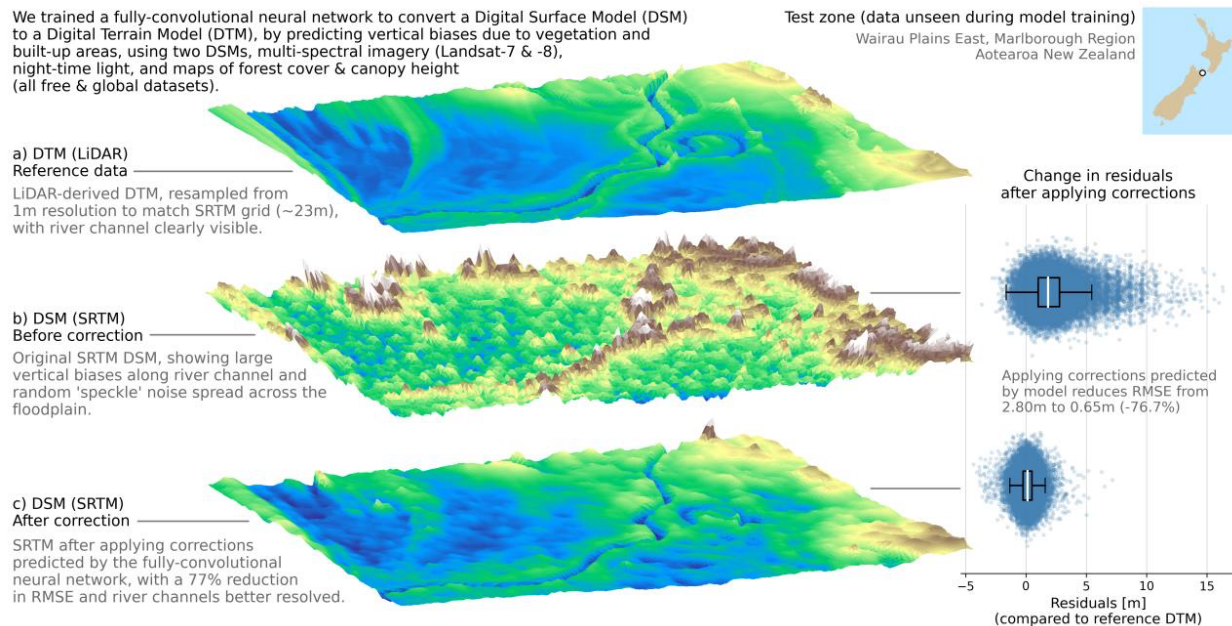 We trained a fully-convolutional neural network to convert a Digital Surface Model (DSM)
to a Digital Terrain Model (DTM), by predicting vertical biases due to vegetation and
built-up areas, using two DSMs, multi-spectral imagery (Landsat-7 & -8),
night-time light, and maps of forest cover & canopy height
(all free & global datasets).
Test zone (data unseen during model training)
Wairau Plains East, Marlborough Region
Aotearoa New Zealand
a) DTM (LiDAR)
Reference data
LiDAR-derived DTM, resampled from
1m resolution to match SRTM grid (~23m),
with river channel clearly visible.
b) DSM (SRTM)
Before correction
Original SRTM DSM, showing large
vertical biases along river channel and
random 'speckle' noise spread across the
floodplain.
c) DSM (SRTM)
After correction
SRTM after applying corrections
predicted by the fully-convolutional
neural network, with a 77% reduction
in RMSE and river channels better resolved.
Change in residuals
after applying corrections
Applying corrections predicted
by model reduces RMSE from
2.80m to 0.65m (-76.7%)
−5 0 5 10 15
Residuals [m]
(compared to reference DTM)